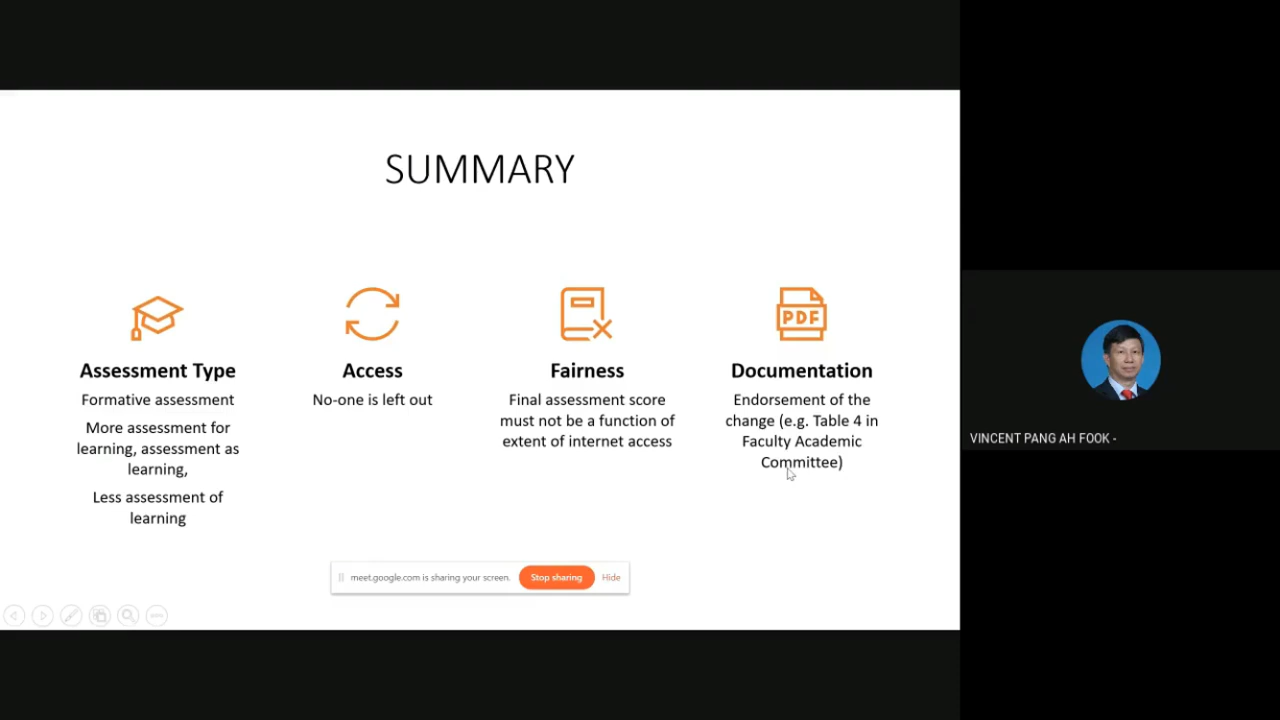 SUMMARY
PDF
Assessment Type
Formative assessment
More assessment for
learning, assessment as
learning,
Less assessment of
learning
Access
No-one is left out
Fairness
Final assessment score
must not be a function of
extent of internet access
Documentation
Endorsement of the
change (e.g. Table 4 in
Faculty Academic
Committee)
meet.google.com is sharing your screen.
Stop sharing
Hide
VINCENT PANG AH FOOK -